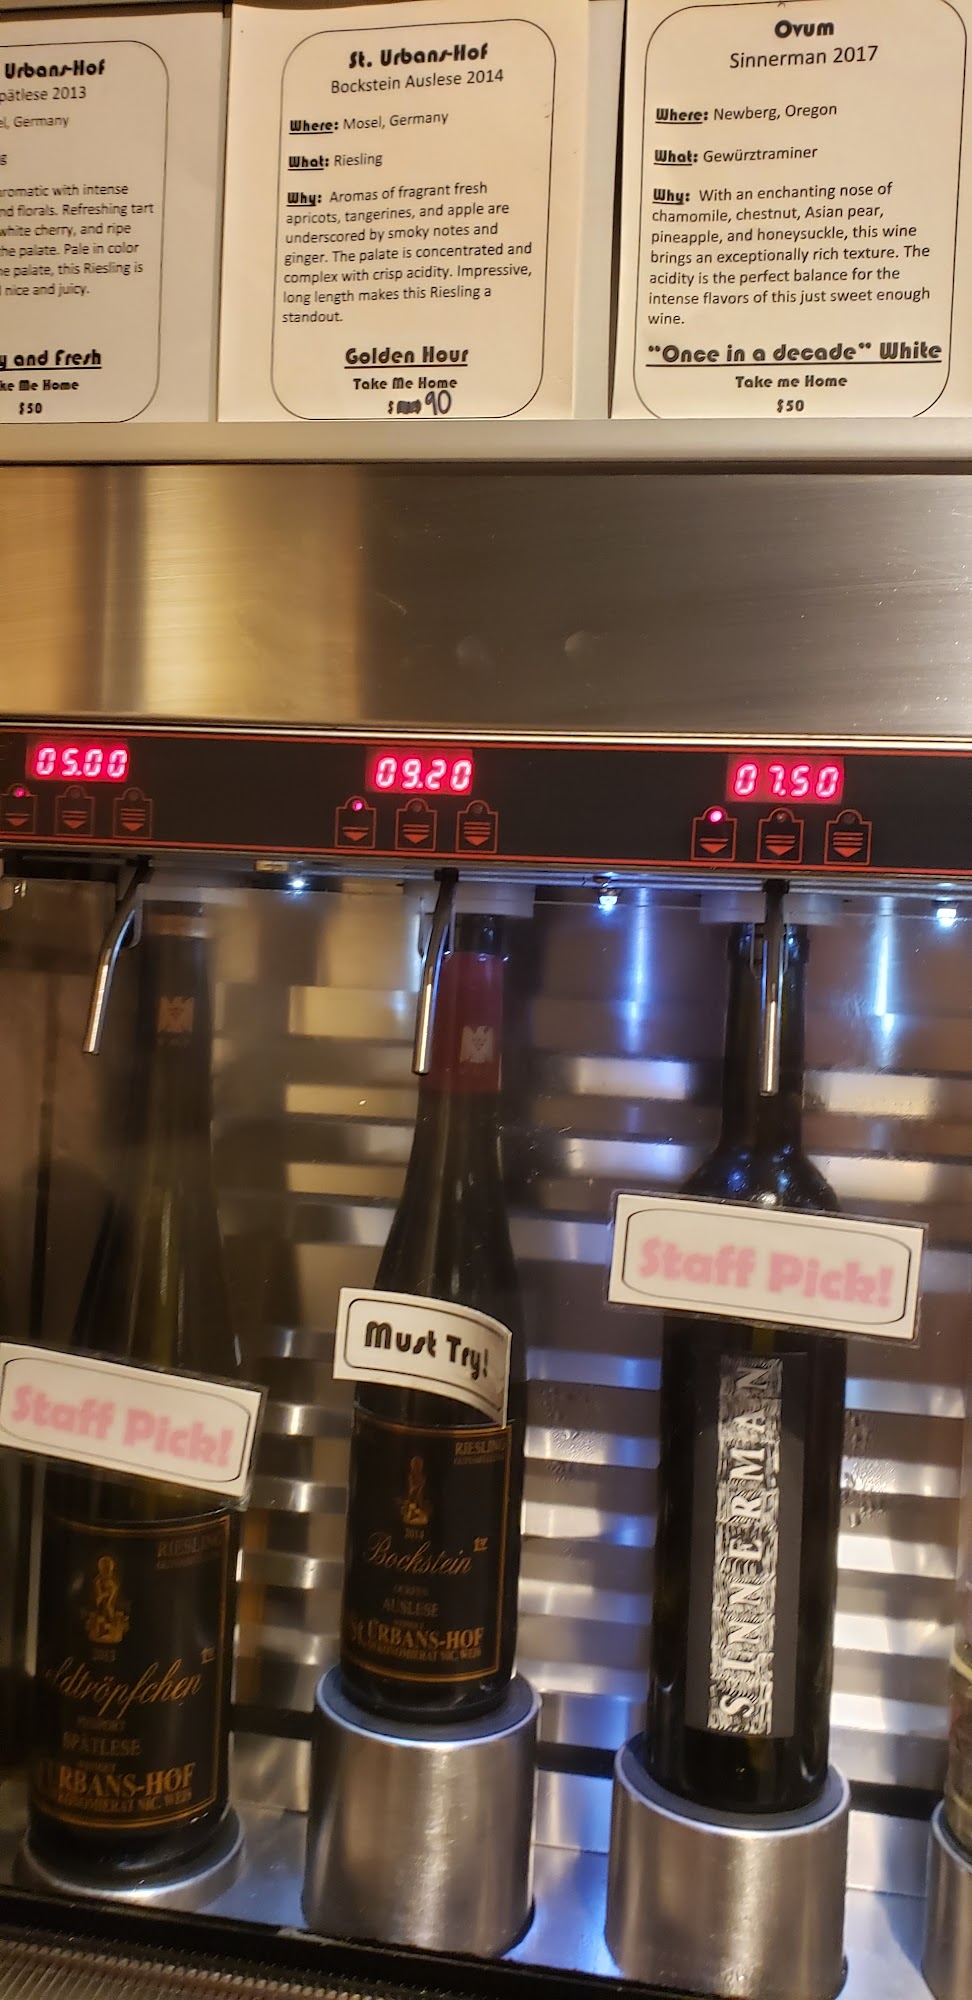 Urbans-Hof
pätlese 2013
el, Germany
g
romatic with intense
nd florals. Refreshing tart
white cherry, and ripe
he palate. Pale in color
e palate, this Riesling is
nice and juicy.
y and Fresh
ke Me Home
$50
St. Urbans-Hof
Bockstein Auslese 2014
Where: Mosel, Germany
What: Riesling
Why: Aromas of fragrant fresh
apricots, tangerines, and apple are
underscored by smoky notes and
ginger. The palate is concentrated and
complex with crisp acidity. Impressive,
long length makes this Riesling a
standout.
Golden Hour
Take Me Home
$ 90
Ovum
Sinnerman 2017
Where: Newberg, Oregon
What: Gewürztraminer
Why: With an enchanting nose of
chamomile, chestnut, Asian pear,
pineapple, and honeysuckle, this wine
brings an exceptionally rich texture. The
acidity is the perfect balance for the
intense flavors of this just sweet enough
wine.
"Once in a decade" White
Take me Home
$50
05.00
09.20
07.50
Staff Pick!
RIESLING
2013
ldtröpfchen
SPÄTLESE
URBANS-HOF
Must Try!
RIESLING
2014
Bockstein
AUSLESE
ST. URBANS-HOF
Staff Pick!
SINNERMAN